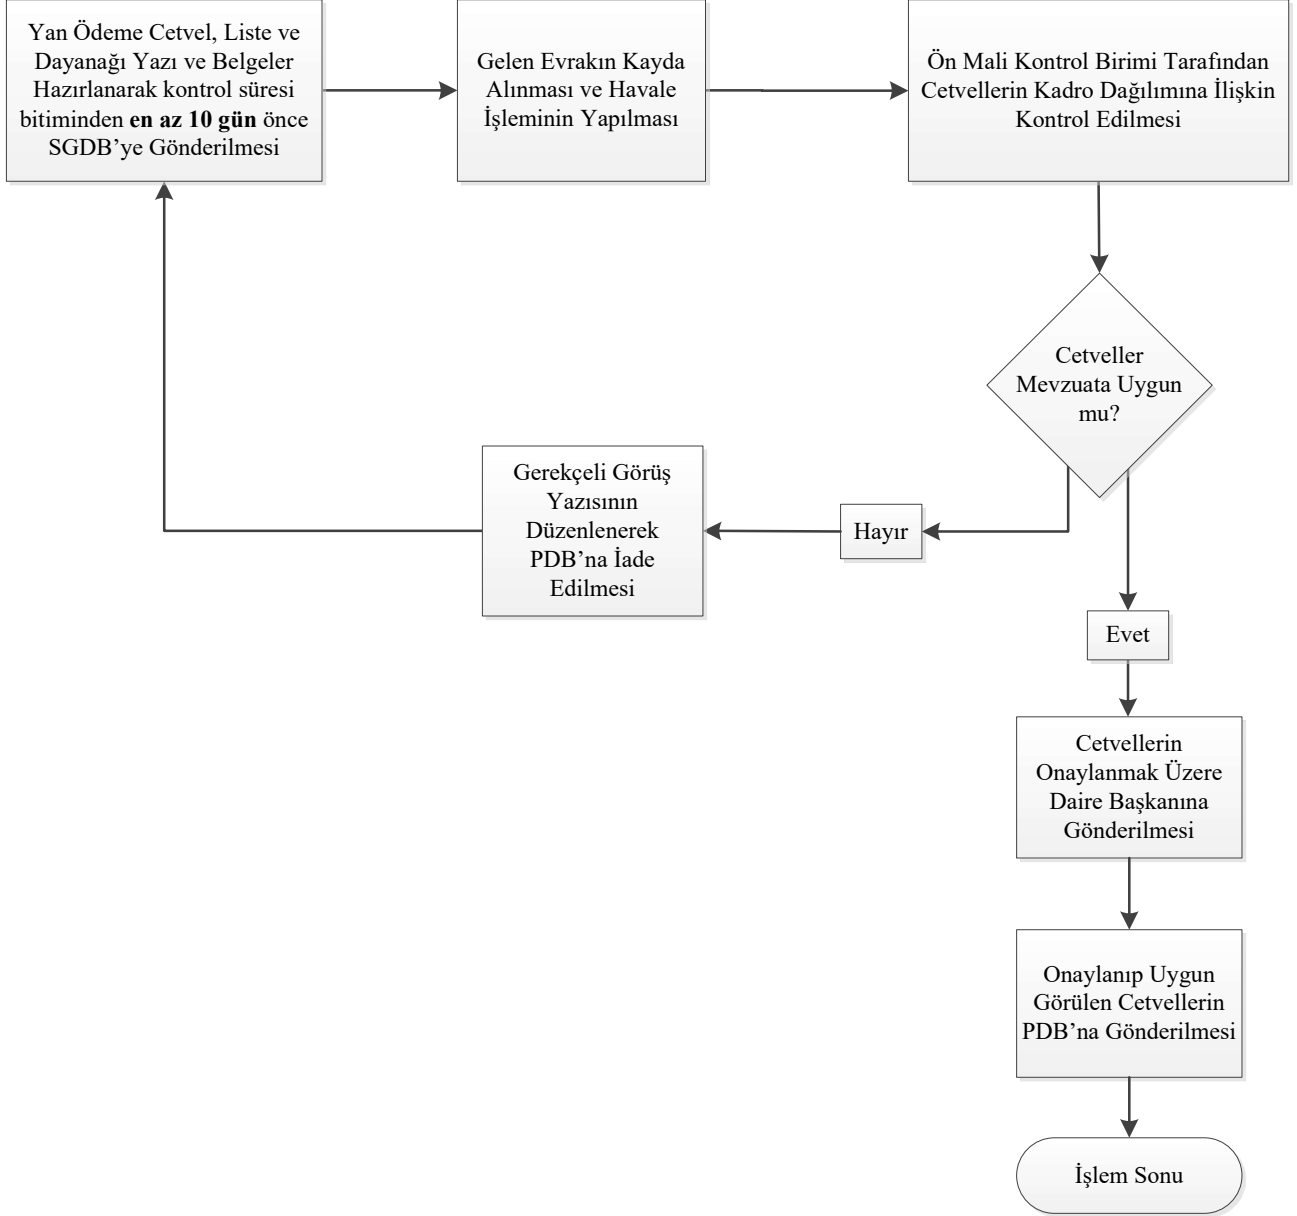 Yan Ödeme Cetvel, Liste ve
Dayanağı Yazı ve Belgeler
Hazırlanarak kontrol süresi
bitiminden en az 10 gün önce
SGDB’ye Gönderilmesi
Gelen Evrakın Kayda
Alınması ve Havale
İşleminin Yapılması
Ön Mali Kontrol Birimi Tarafından
Cetvellerin Kadro Dağılımına İlişkin
Kontrol Edilmesi
Cetveller
Mevzuata Uygun
mu?
Hayır
Gerekçeli Görüş
Yazısının
Düzenlenerek
PDB’na İade
Edilmesi
Evet
Cetvellerin
Onaylanmak Üzere
Daire Başkanına
Gönderilmesi
Onaylanıp Uygun
Görülen Cetvellerin
PDB’na Gönderilmesi
İşlem Sonu